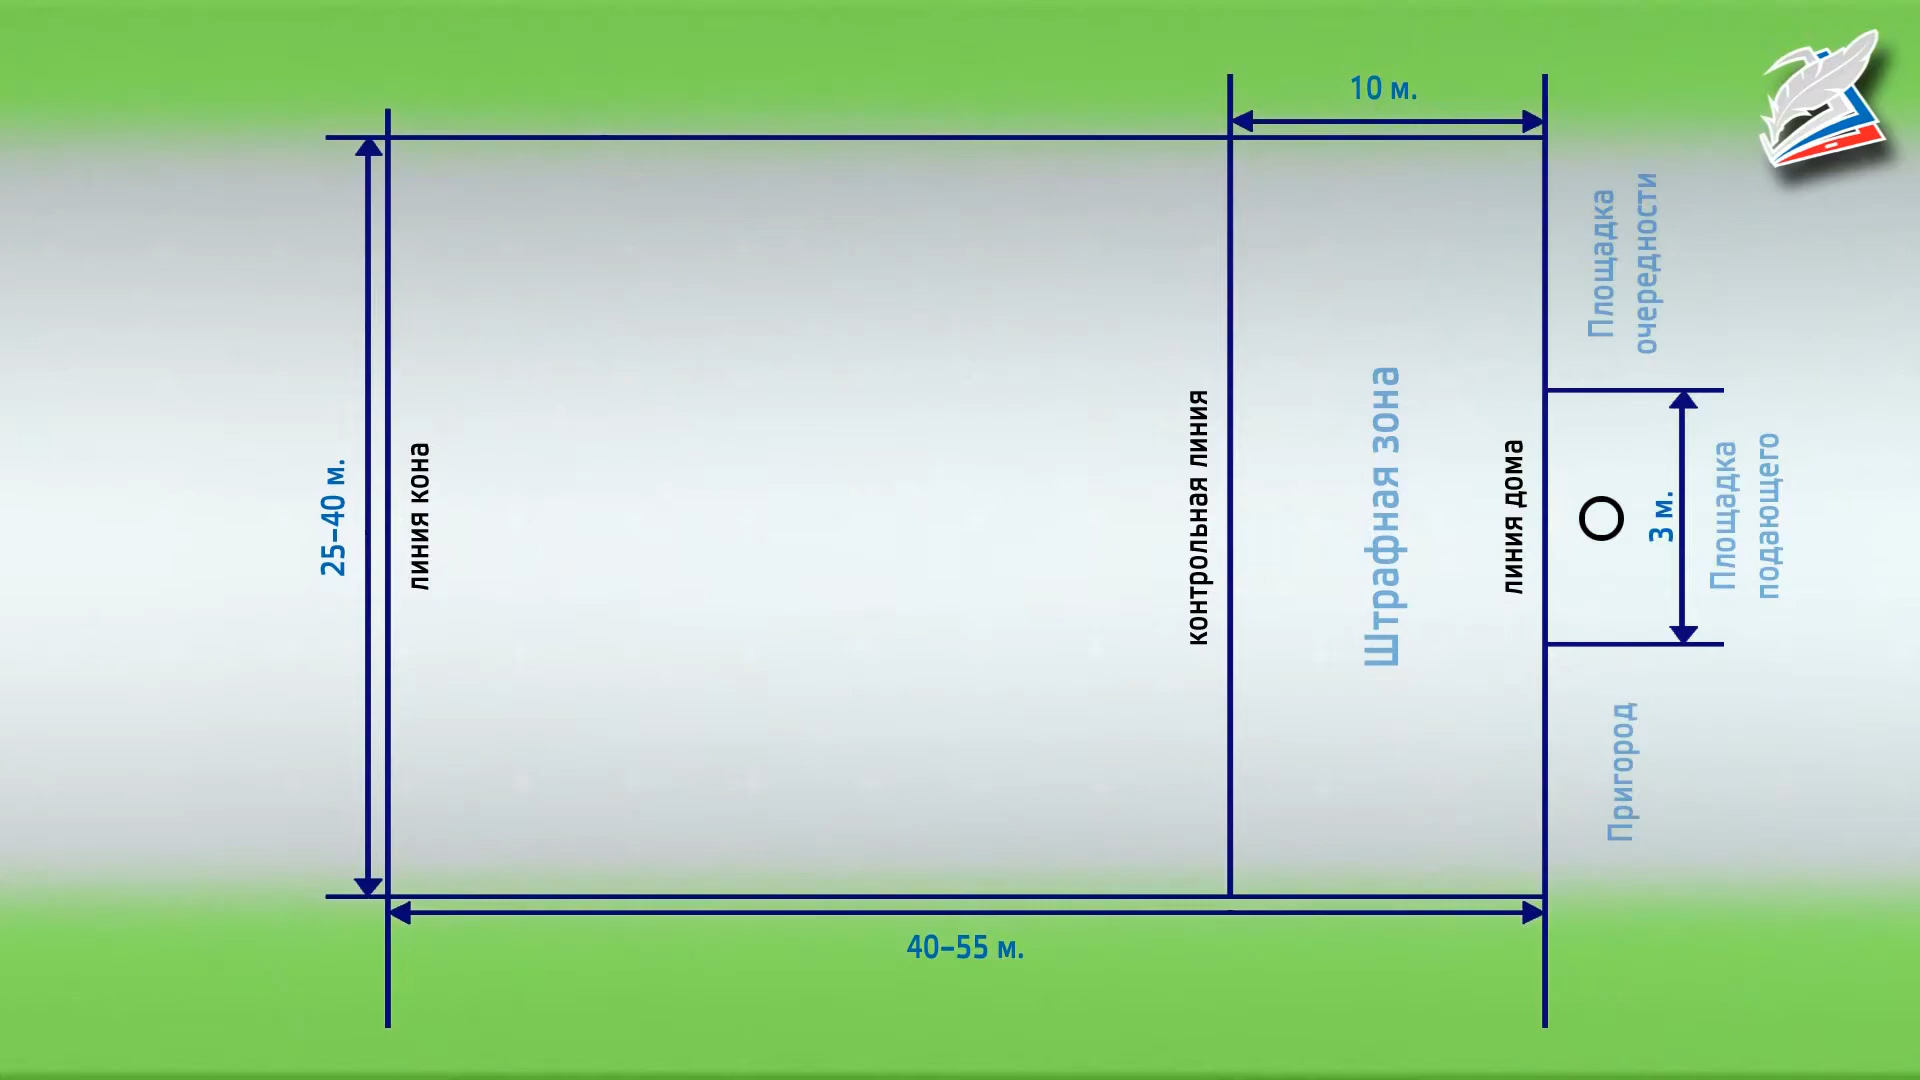 10 м.
Площадка
очередности
25–40 м.
линия кона
контрольная линия
Штрафная зона
линия дома
3 м.
Площадка
подающего
Пригород
40–55 м.